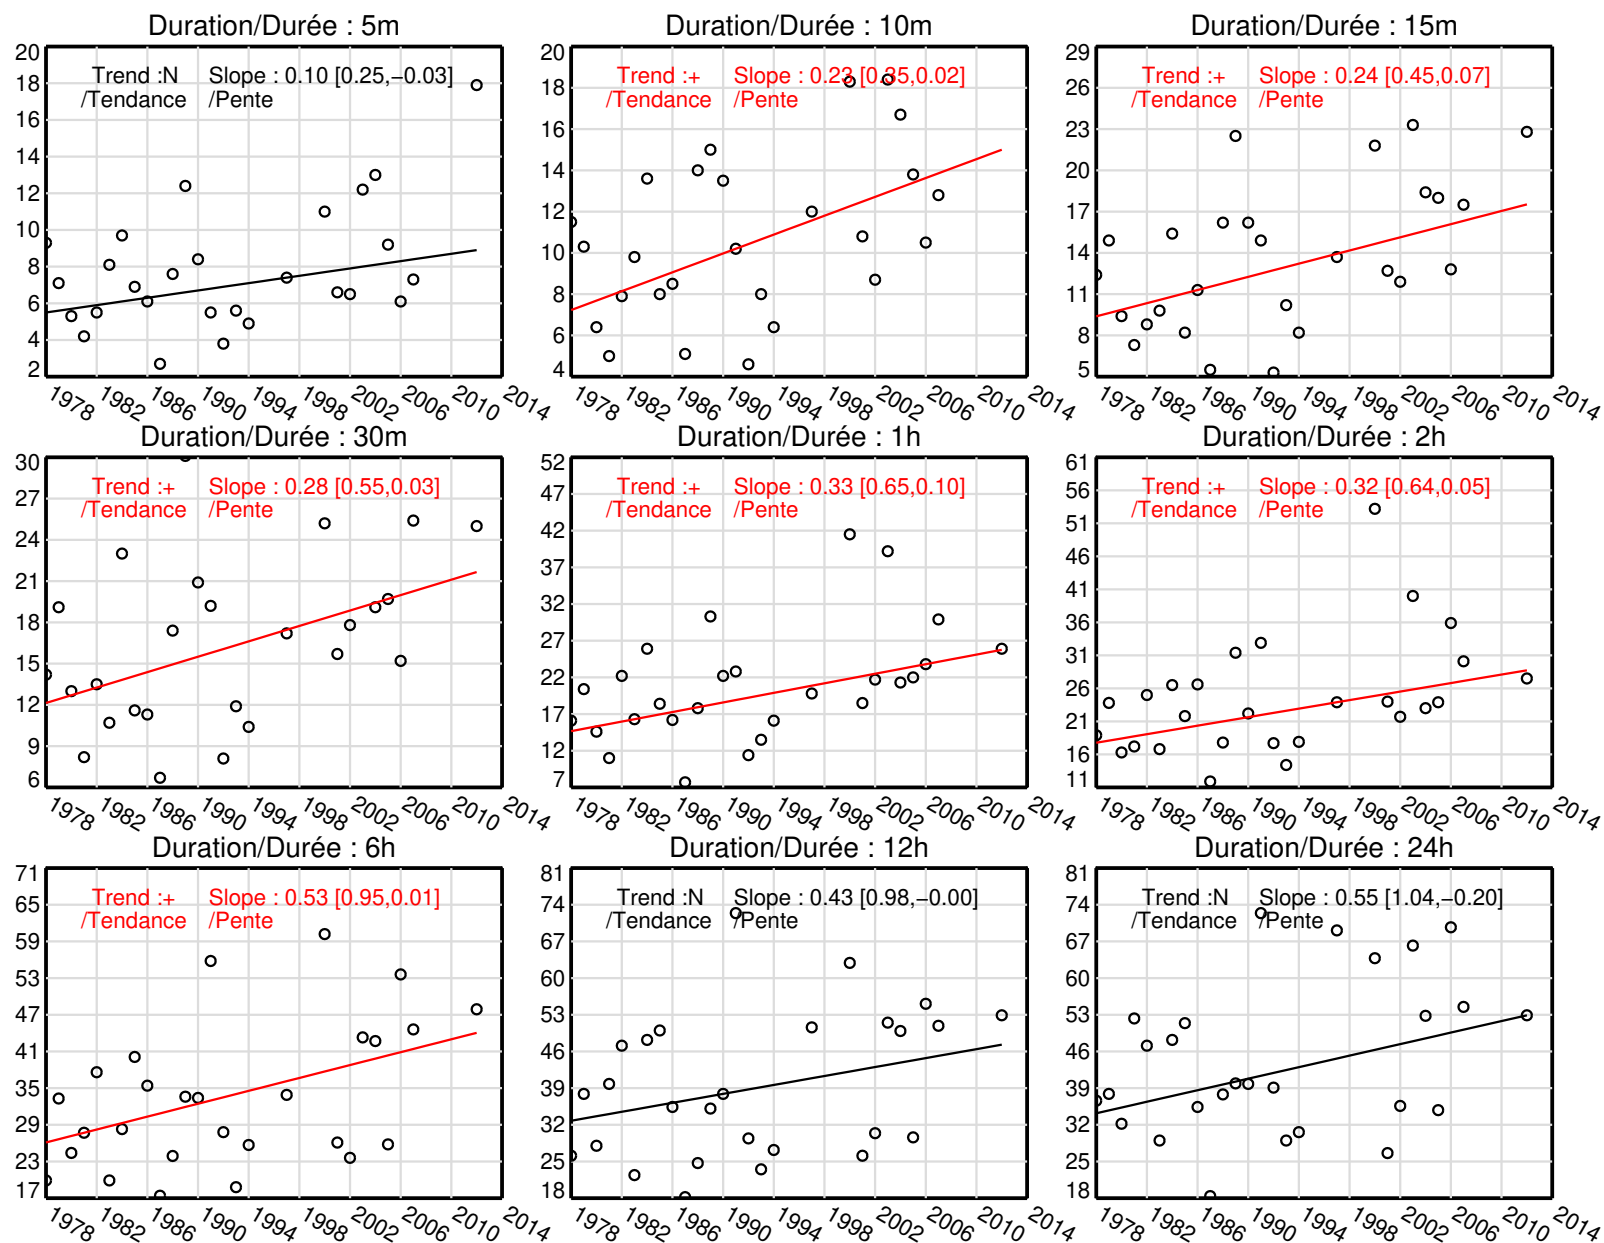 Duration/Durée : 5m
Trend :N Slope : 0.10 [0.25,−0.03]
/Tendance /Pente
20
18
16
14
12
10
8
6
4
2
1978 1982 1986 1990 1994 1998 2002 2006 2010 2014
Duration/Durée : 10m
Trend :+ Slope : 0.23 [0.35,0.02]
/Tendance /Pente
20
18
16
14
12
10
8
6
4
1978 1982 1986 1990 1994 1998 2002 2006 2010 2014
Duration/Durée : 15m
Trend :+ Slope : 0.24 [0.45,0.07]
/Tendance /Pente
29
26
23
20
17
14
11
8
5
1978 1982 1986 1990 1994 1998 2002 2006 2010 2014
Duration/Durée : 30m
Trend :+ Slope : 0.28 [0.55,0.03]
/Tendance /Pente
30
27
24
21
18
15
12
9
6
1978 1982 1986 1990 1994 1998 2002 2006 2010 2014
Duration/Durée : 1h
Trend :+ Slope : 0.33 [0.65,0.10]
/Tendance /Pente
52
47
42
37
32
27
22
17
12
7
1978 1982 1986 1990 1994 1998 2002 2006 2010 2014
Duration/Durée : 2h
Trend :+ Slope : 0.32 [0.64,0.05]
/Tendance /Pente
61
56
51
46
41
36
31
26
21
16
11
1978 1982 1986 1990 1994 1998 2002 2006 2010 2014
Duration/Durée : 6h
Trend :+ Slope : 0.53 [0.95,0.01]
/Tendance /Pente
71
65
59
53
47
41
35
29
23
17
1978 1982 1986 1990 1994 1998 2002 2006 2010 2014
Duration/Durée : 12h
Trend :N Slope : 0.43 [0.98,−0.00]
/Tendance /Pente
81
74
67
60
53
46
39
32
25
18
1978 1982 1986 1990 1994 1998 2002 2006 2010 2014
Duration/Durée : 24h
Trend :N Slope : 0.55 [1.04,−0.20]
/Tendance /Pente
81
74
67
60
53
46
39
32
25
18
1978 1982 1986 1990 1994 1998 2002 2006 2010 2014